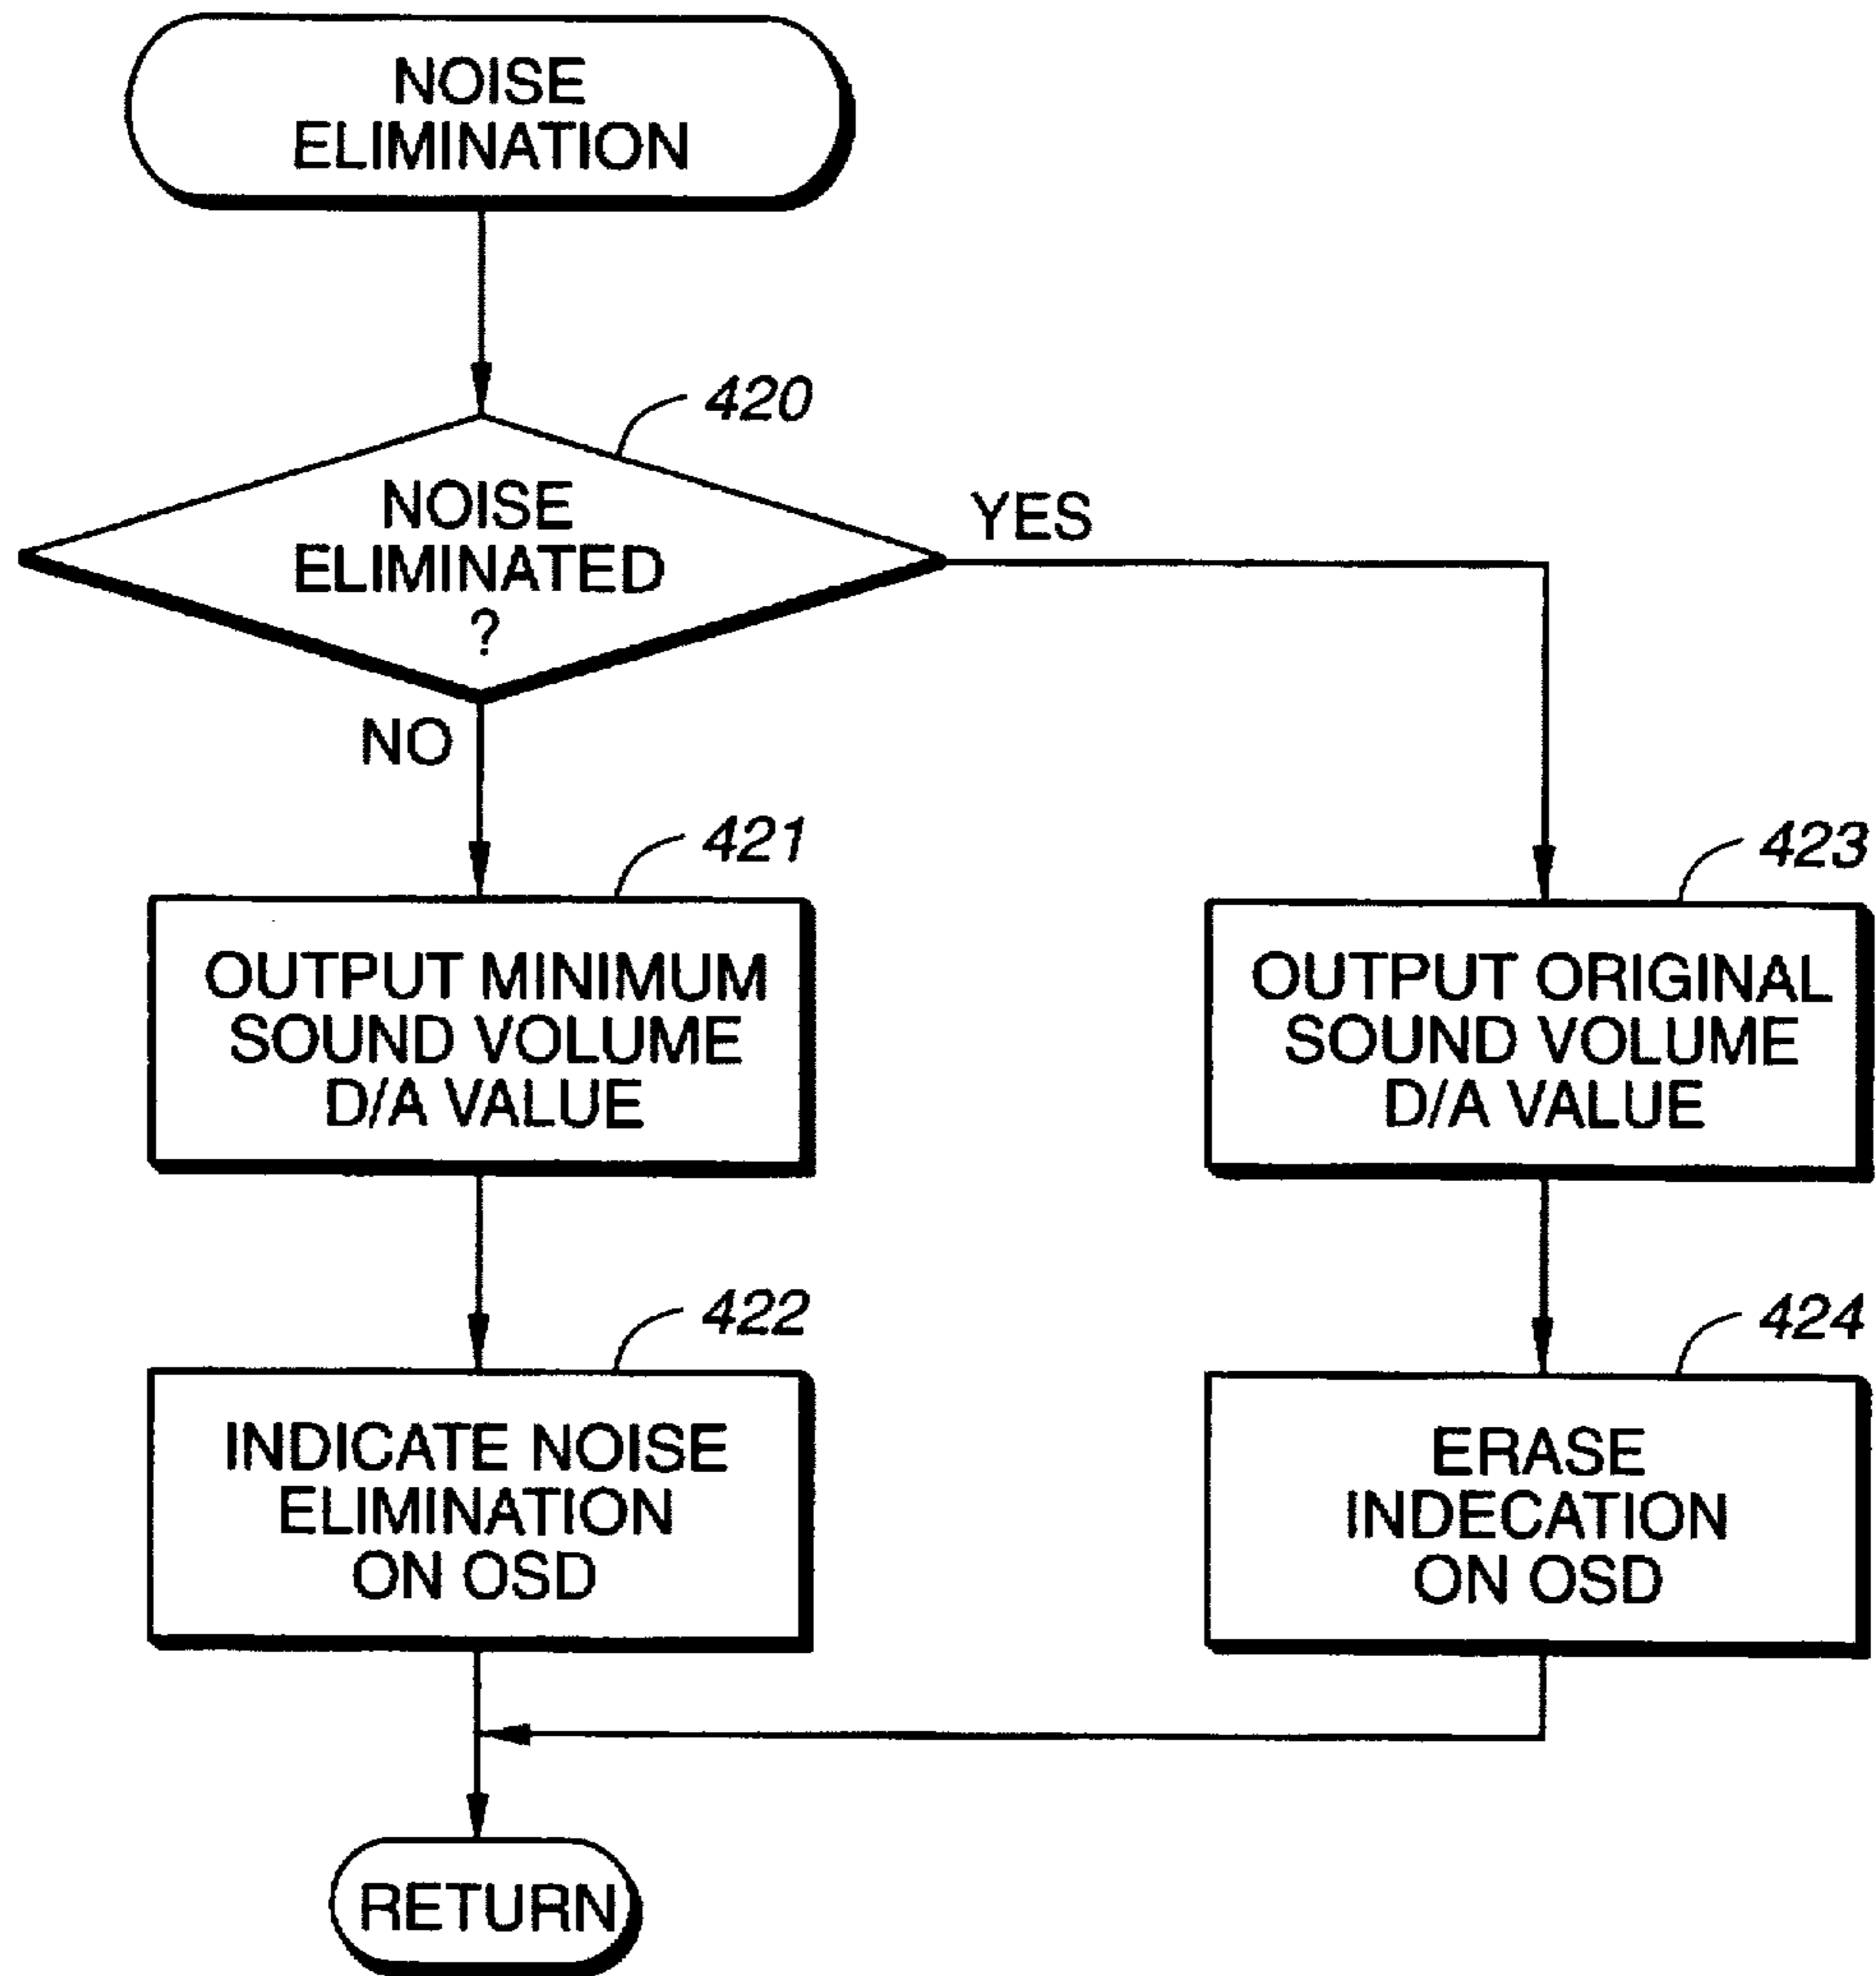 NOISE
ELIMINATION
420
NOISE
ELIMINATED
?
YES
NO
421
OUTPUT MINIMUM
SOUND VOLUME
D/A VALUE
423
OUTPUT ORIGINAL
SOUND VOLUME
D/A VALUE
422
INDICATE NOISE
ELIMINATION
ON OSD
424
ERASE
INDECATION
ON OSD
RETURN